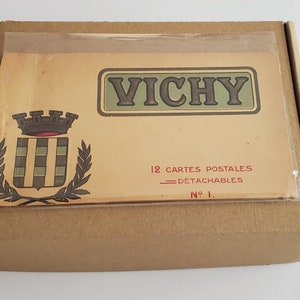 VICHY
12 CARTES POSTALES
DÉTACHABLES
Nº 1.